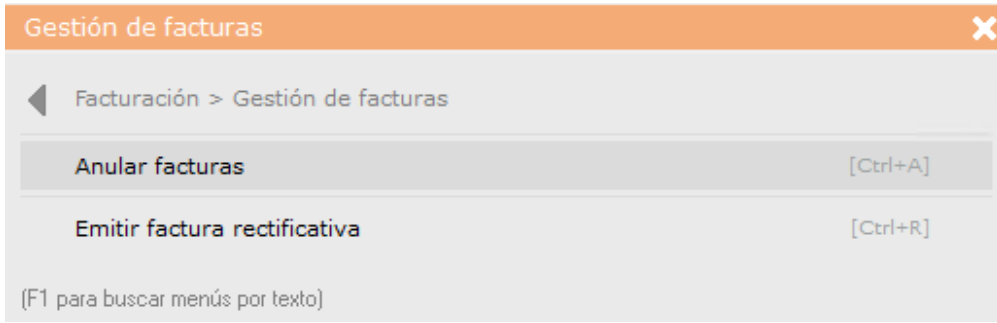 Gestión de facturas
Facturación > Gestión de facturas
Anular facturas [Ctrl+A]
Emitir factura rectificativa [Ctrl+R]
(F1 para buscar menús por texto)